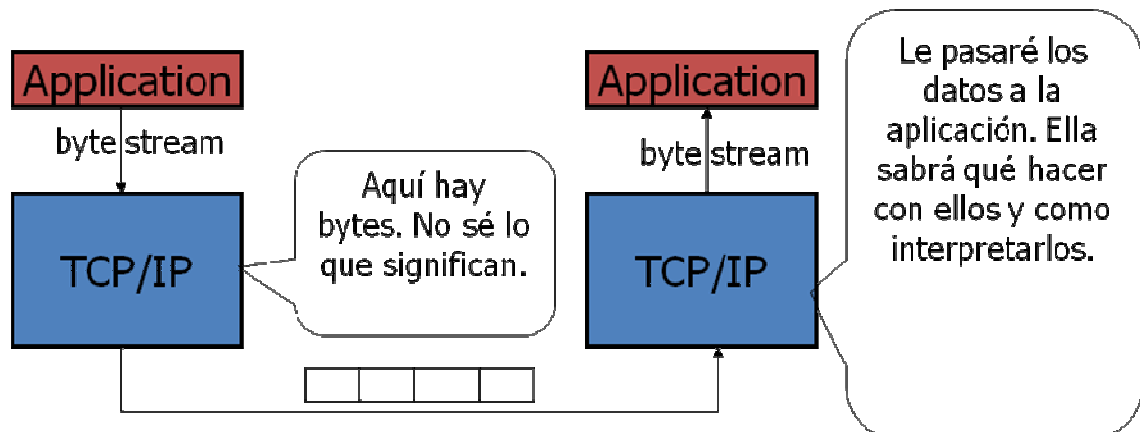 Application
byte stream
TCP/IP
Aquí hay
bytes. No sé lo
que significan.
Application
byte stream
TCP/IP
Le pasaré los
datos a la
aplicación. Ella
sabrá qué hacer
con ellos y como
interpretarlos.